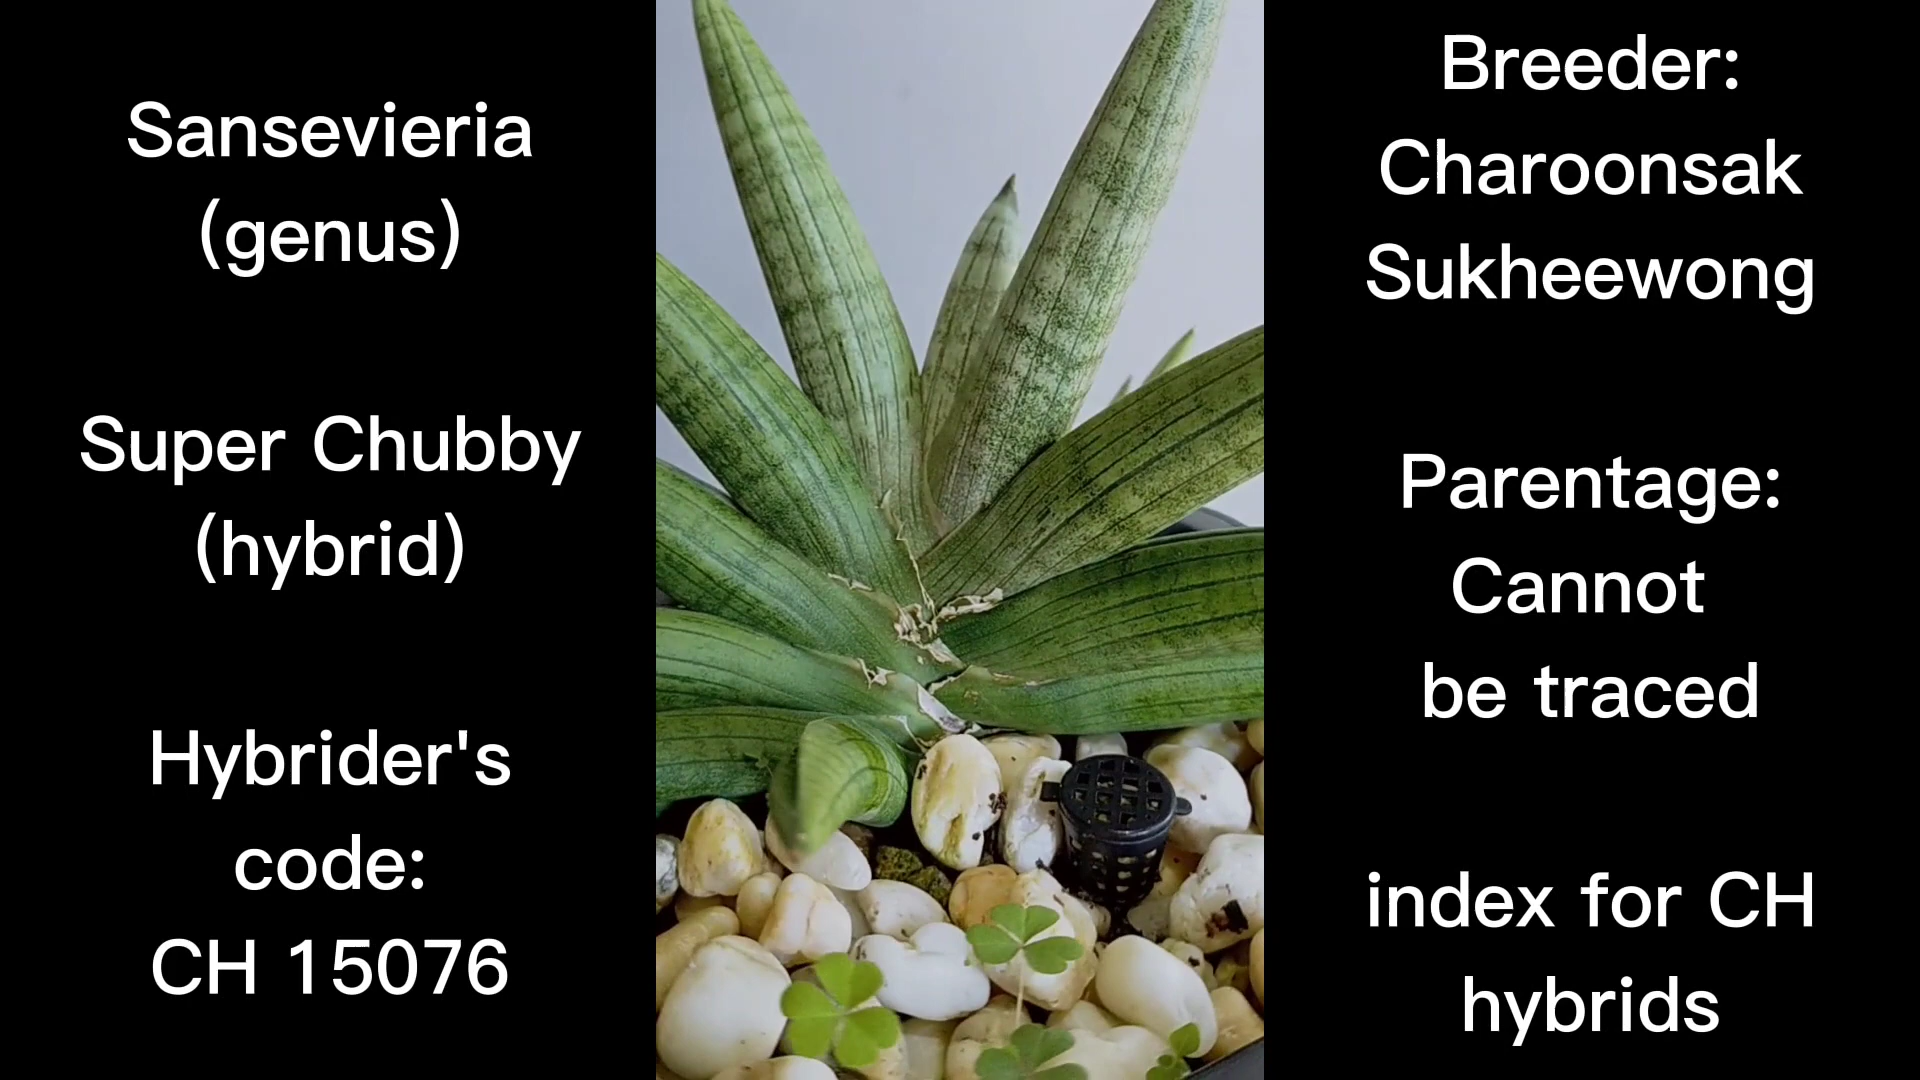 Sansevieria
(genus)
Super Chubby
(hybrid)
Hybrider's
code:
CH 15076
Breeder:
Charoonsak
Sukheewong
Parentage:
Cannot
be traced
index for CH
hybrids